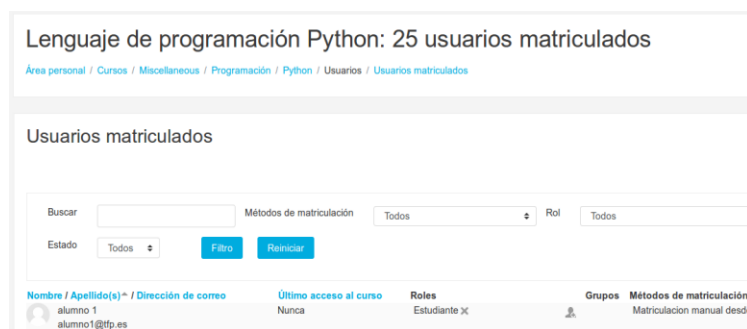 Lenguaje de programación Python: 25 usuarios matriculados
Área personal / Cursos / Miscellaneous / Programación / Python / Usuarios / Usuarios matriculados
Usuarios matriculados
Buscar Métodos de matriculación Todos Rol Todos
Estado Todos Filtro Reiniciar
Nombre / Apellido(s) / Dirección de correo Último acceso al curso Roles Grupos Métodos de matriculación
alumno 1 Nunca Estudiante Matriculacion manual desd
alumno1@tfp.es